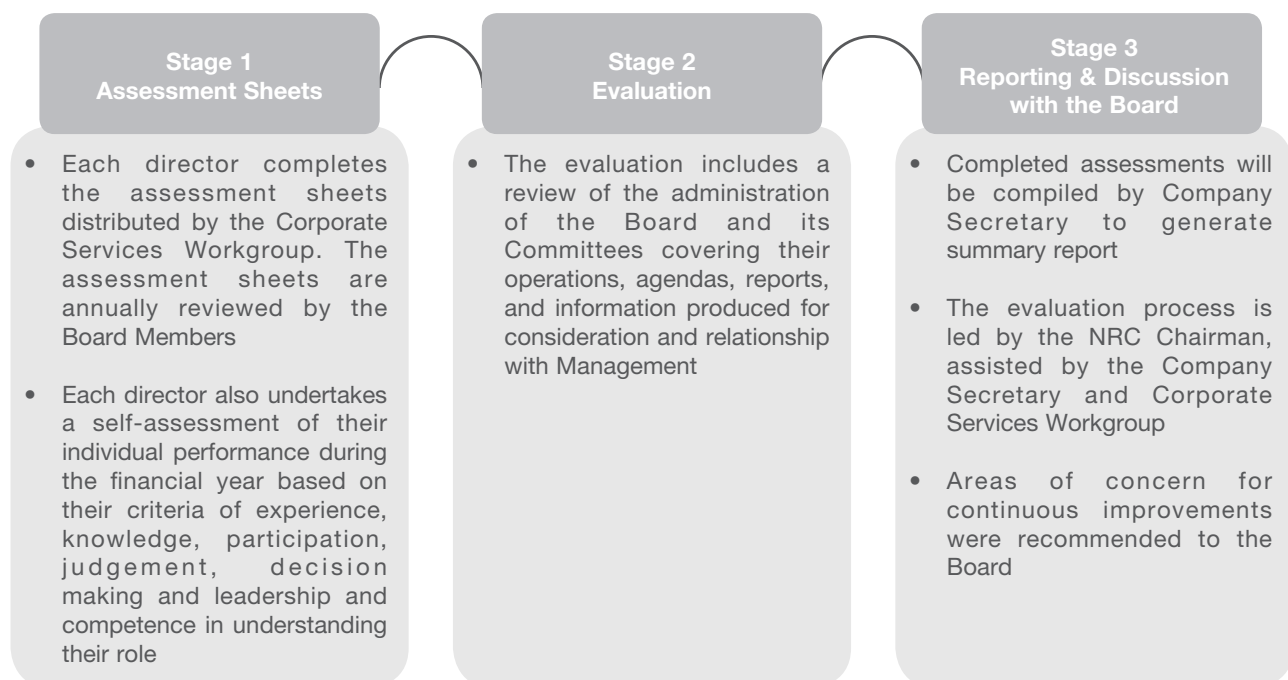 Stage 1
Assessment Sheets
• Each director completes
the assessment sheets
distributed by the Corporate
Services Workgroup. The
assessment sheets are
annually reviewed by the
Board Members
• Each director also undertakes
a self-assessment of their
individual performance during
the financial year based on
their criteria of experience,
knowledge, participation,
judgement, decision
making and leadership and
competence in understanding
their role
Stage 2
Evaluation
• The evaluation includes a
review of the administration
of the Board and its
Committees covering their
operations, agendas, reports,
and information produced for
consideration and relationship
with Management
Stage 3
Reporting & Discussion
with the Board
• Completed assessments will
be compiled by Company
Secretary to generate
summary report
• The evaluation process is
led by the NRC Chairman,
assisted by the Company
Secretary and Corporate
Services Workgroup
• Areas of concern for
continuous improvements
were recommended to the
Board